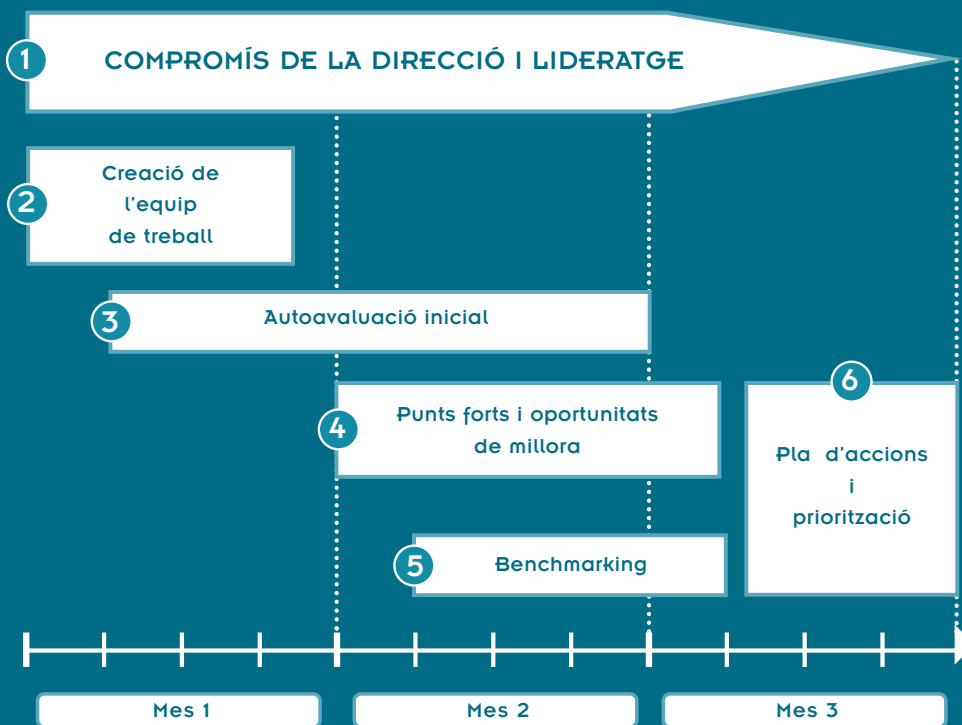 1
COMPROMÍS DE LA DIRECCIÓ I LIDERATGE
2
Creació de
l'equip
de treball
3
Autoavaluació inicial
4
Punts forts i oportunitats
de millora
5
Benchmarking
6
Pla d'accions
i
priorització
Mes 1
Mes 2
Mes 3